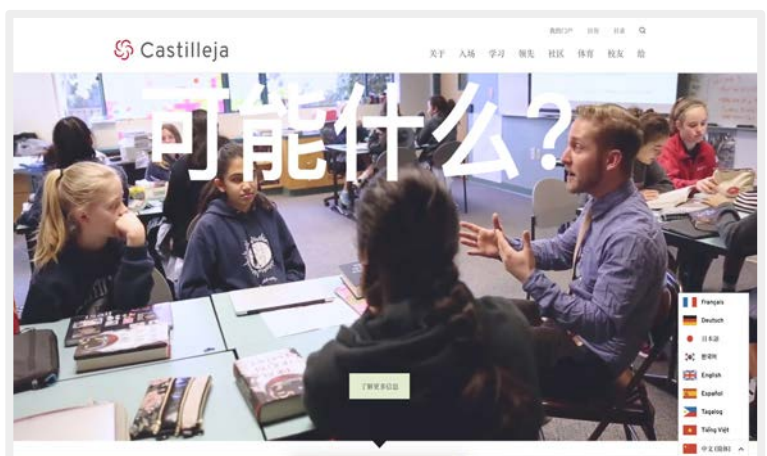 我的门户 日历 目录
Castilleja
关于 入场 学习 领先 社区 体育 校友 给
可能什么?
了解更多信息
Français
Deutsch
日本語
한국어
English
Español
Tagalog
Tiếng Việt
中文 (简体)